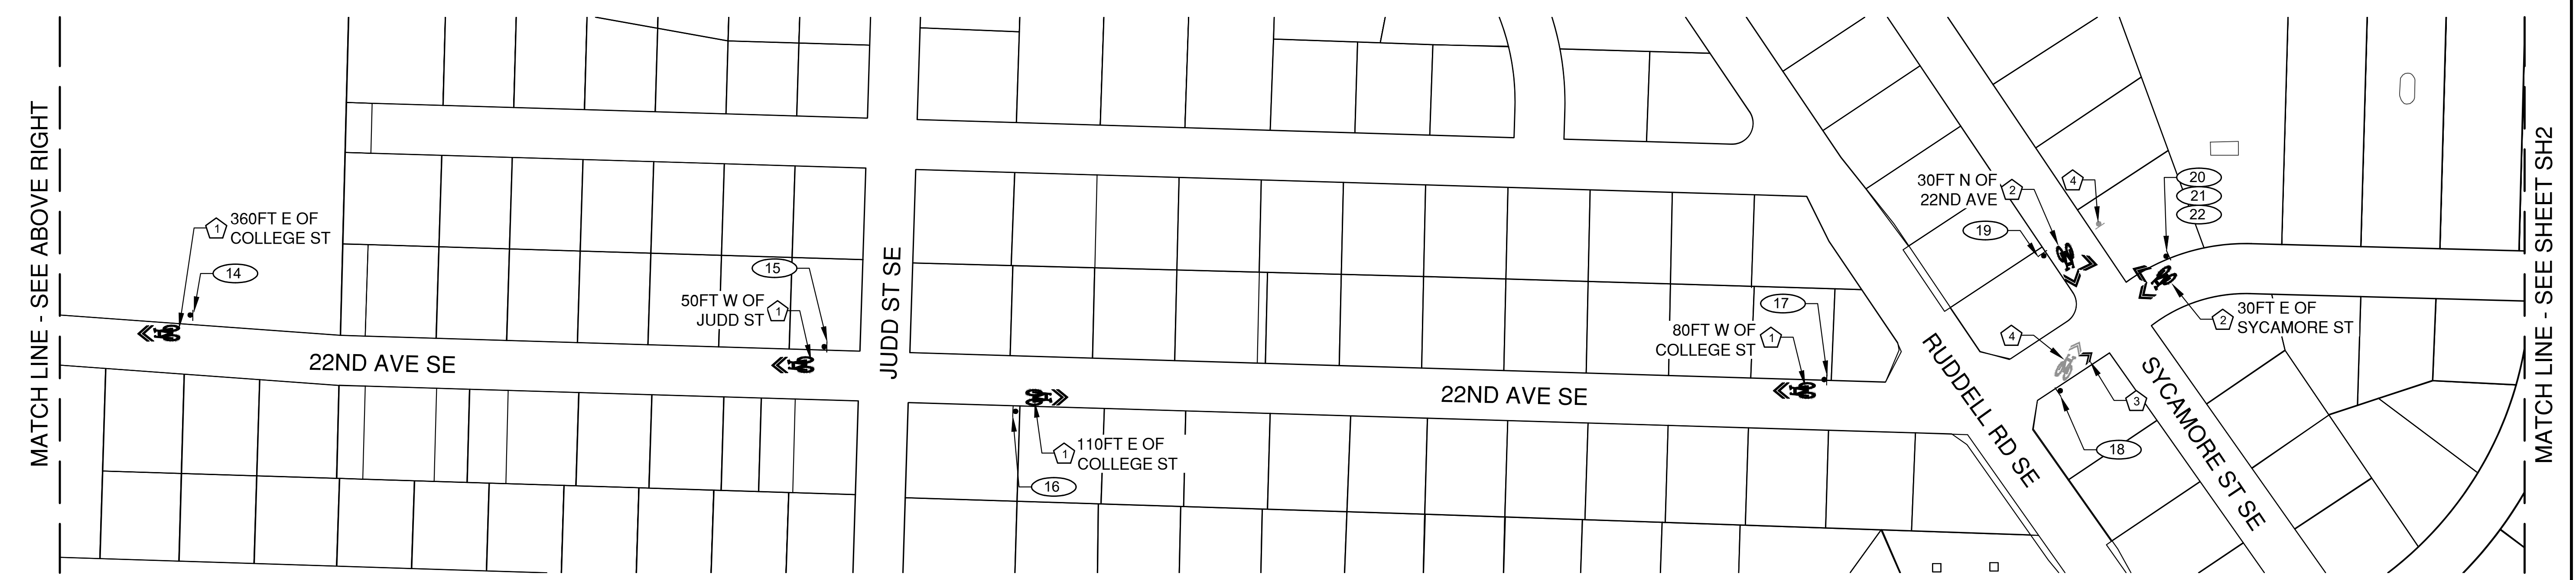 MATCH LINE - SEE ABOVE RIGHT
1
360FT E OF
COLLEGE ST
14
22ND AVE SE
15
50FT W OF
JUDD ST
1
JUDD ST SE
1
110FT E OF
COLLEGE ST
16
22ND AVE SE
17
80FT W OF
COLLEGE ST
1
30FT N OF
22ND AVE
2
19
4
20
21
22
2
30FT E OF
SYCAMORE ST
4
3
18
RUDDELL RD SE
SYCAMORE ST SE
MATCH LINE - SEE SHEET SH2